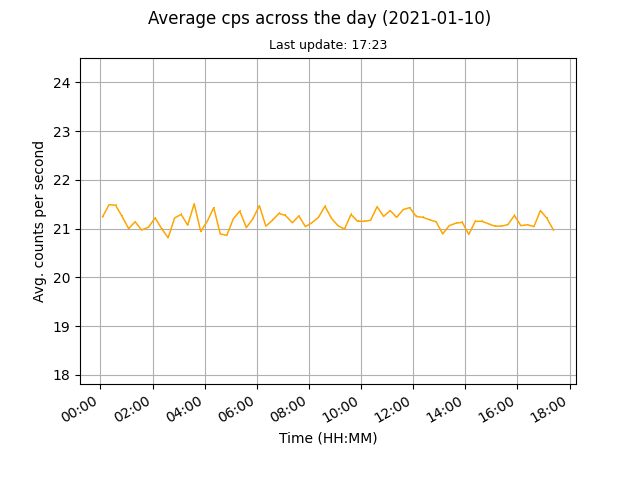 Average cps across the day (2021-01-10)
Last update: 17:23
24
23
22
21
20
19
18
Avg. counts per second
00:00 02:00 04:00 06:00 08:00 10:00 12:00 14:00 16:00 18:00
Time (HH:MM)